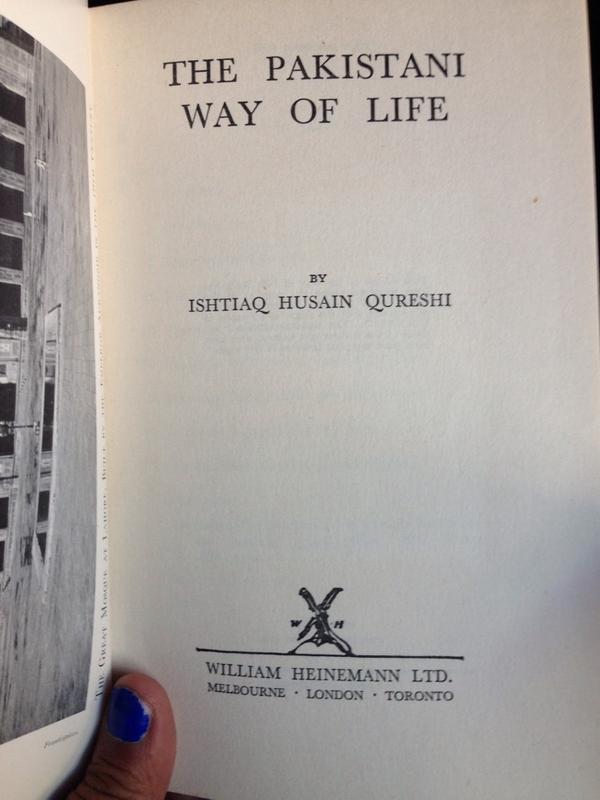 THE PAKISTANI
WAY OF LIFE
BY
ISHTIAQ HUSAIN QURESHI
W H
WILLIAM HEINEMANN LTD.
MELBOURNE · LONDON · TORONTO
THE GREAT MOSQUE AT LAHORE, BUILT BY THE EMPEROR
Frontispiece